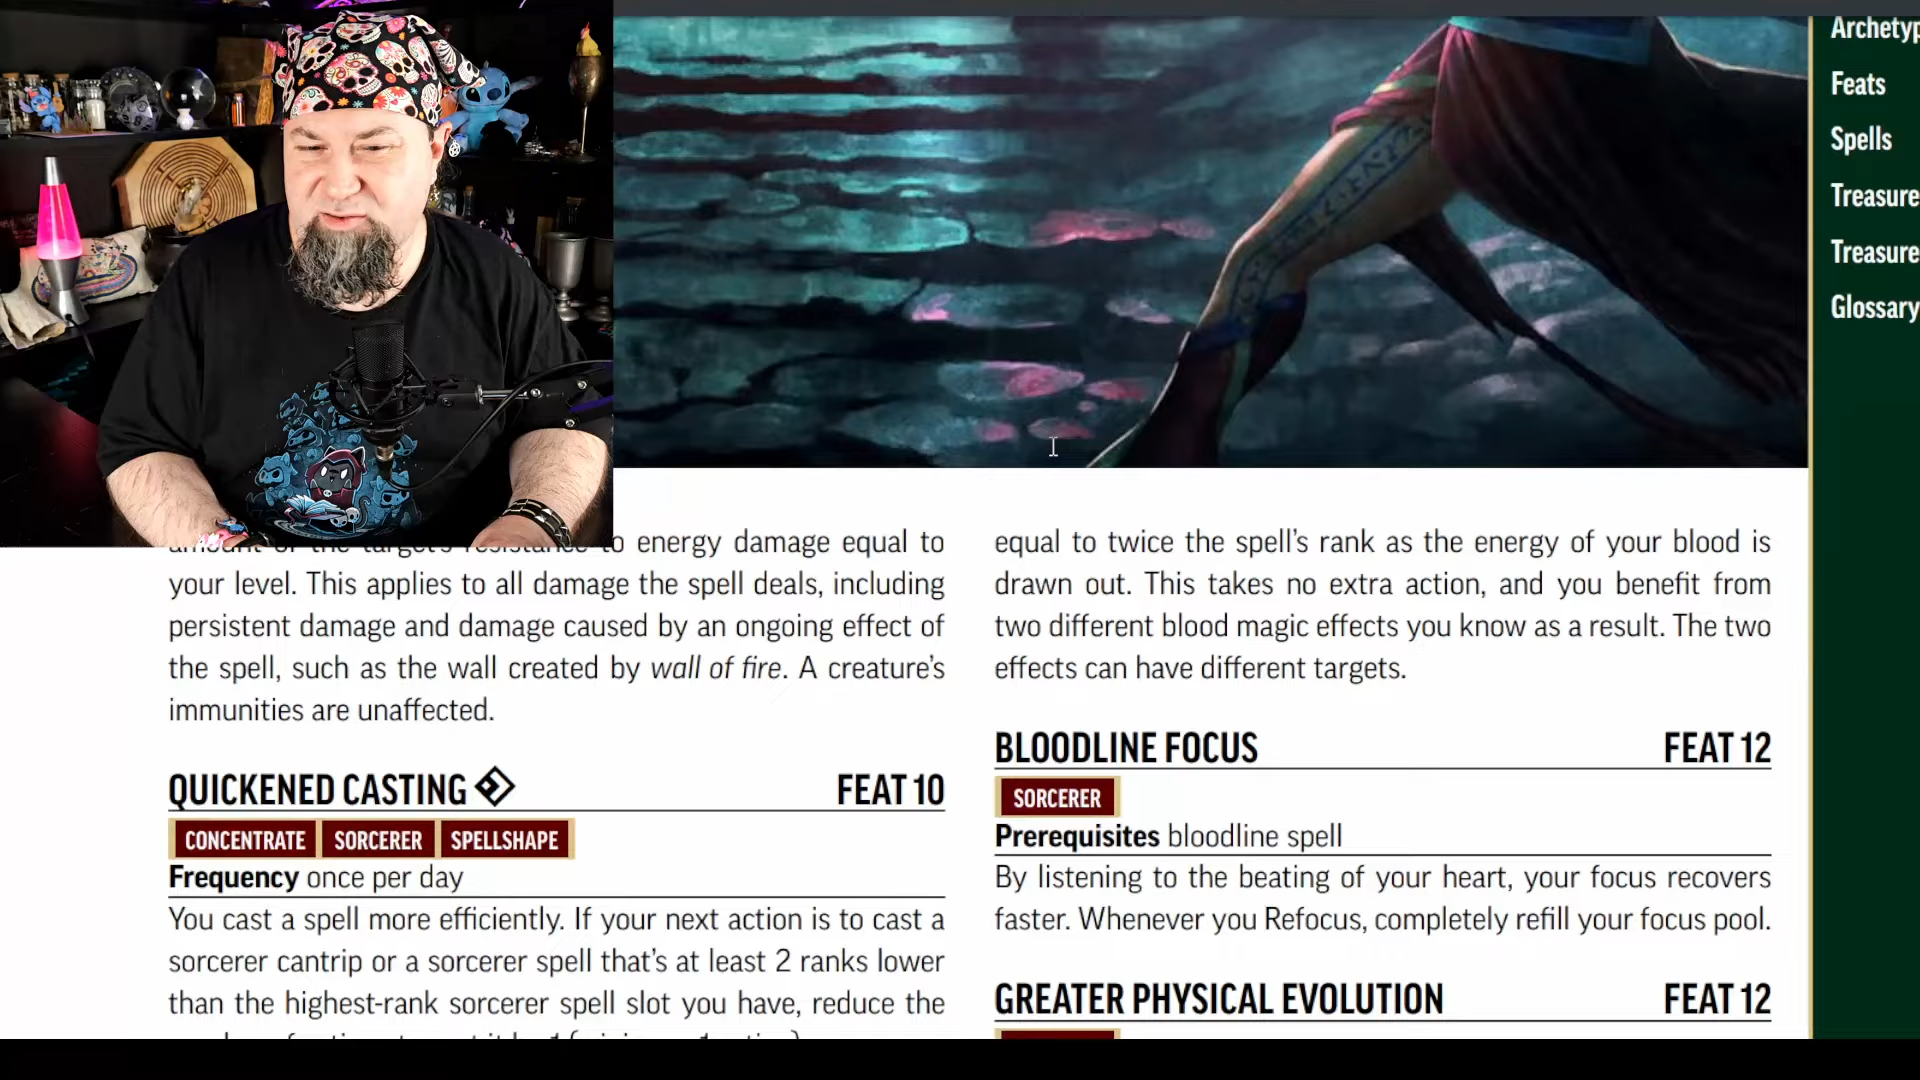 amount of the target's resistance to energy damage equal to
your level. This applies to all damage the spell deals, including
persistent damage and damage caused by an ongoing effect of
the spell, such as the wall created by wall of fire. A creature's
immunities are unaffected.
QUICKENED CASTING
FEAT 10
CONCENTRATE
SORCERER
SPELLSHAPE
Frequency once per day
You cast a spell more efficiently. If your next action is to cast a
sorcerer cantrip or a sorcerer spell that's at least 2 ranks lower
than the highest-rank sorcerer spell slot you have, reduce the
equal to twice the spell's rank as the energy of your blood is
drawn out. This takes no extra action, and you benefit from
two different blood magic effects you know as a result. The two
effects can have different targets.
BLOODLINE FOCUS
FEAT 12
SORCERER
Prerequisites bloodline spell
By listening to the beating of your heart, your focus recovers
faster. Whenever you Refocus, completely refill your focus pool.
GREATER PHYSICAL EVOLUTION
FEAT 12
Archetyp
Feats
Spells
Treasure
Treasure
Glossary